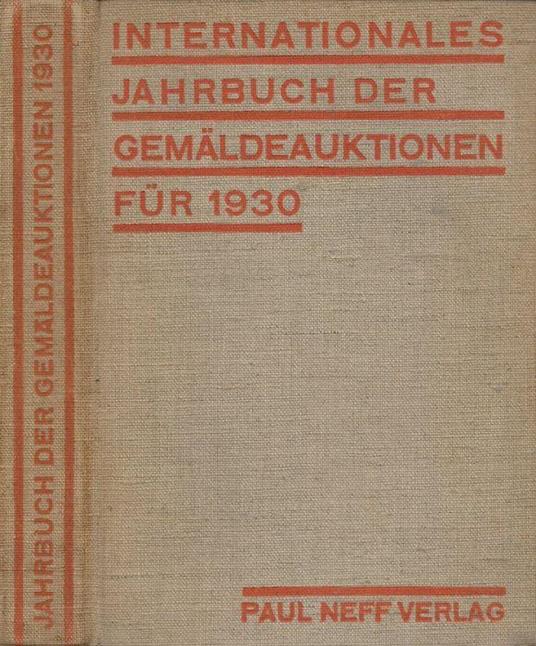 JAHRBUCH DER GEMÄLDEAUKTIONEN 1930
INTERNATIONALES
JAHRBUCH DER
GEMÄLDEAUKTIONEN
FÜR 1930
PAUL NEFF VERLAG